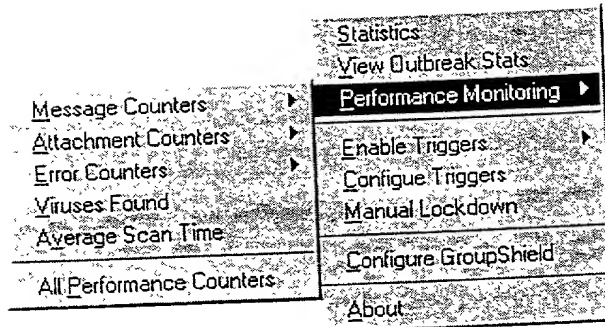 Statistics
View Outbreak Stats
Performance Monitoring
Enable Triggers
Configue Triggers
Manual Lockdown
Configure GroupShield
About
Message Counters
Attachment Counters
Error Counters
Viruses Found
Average Scan Time
All Performance Counters